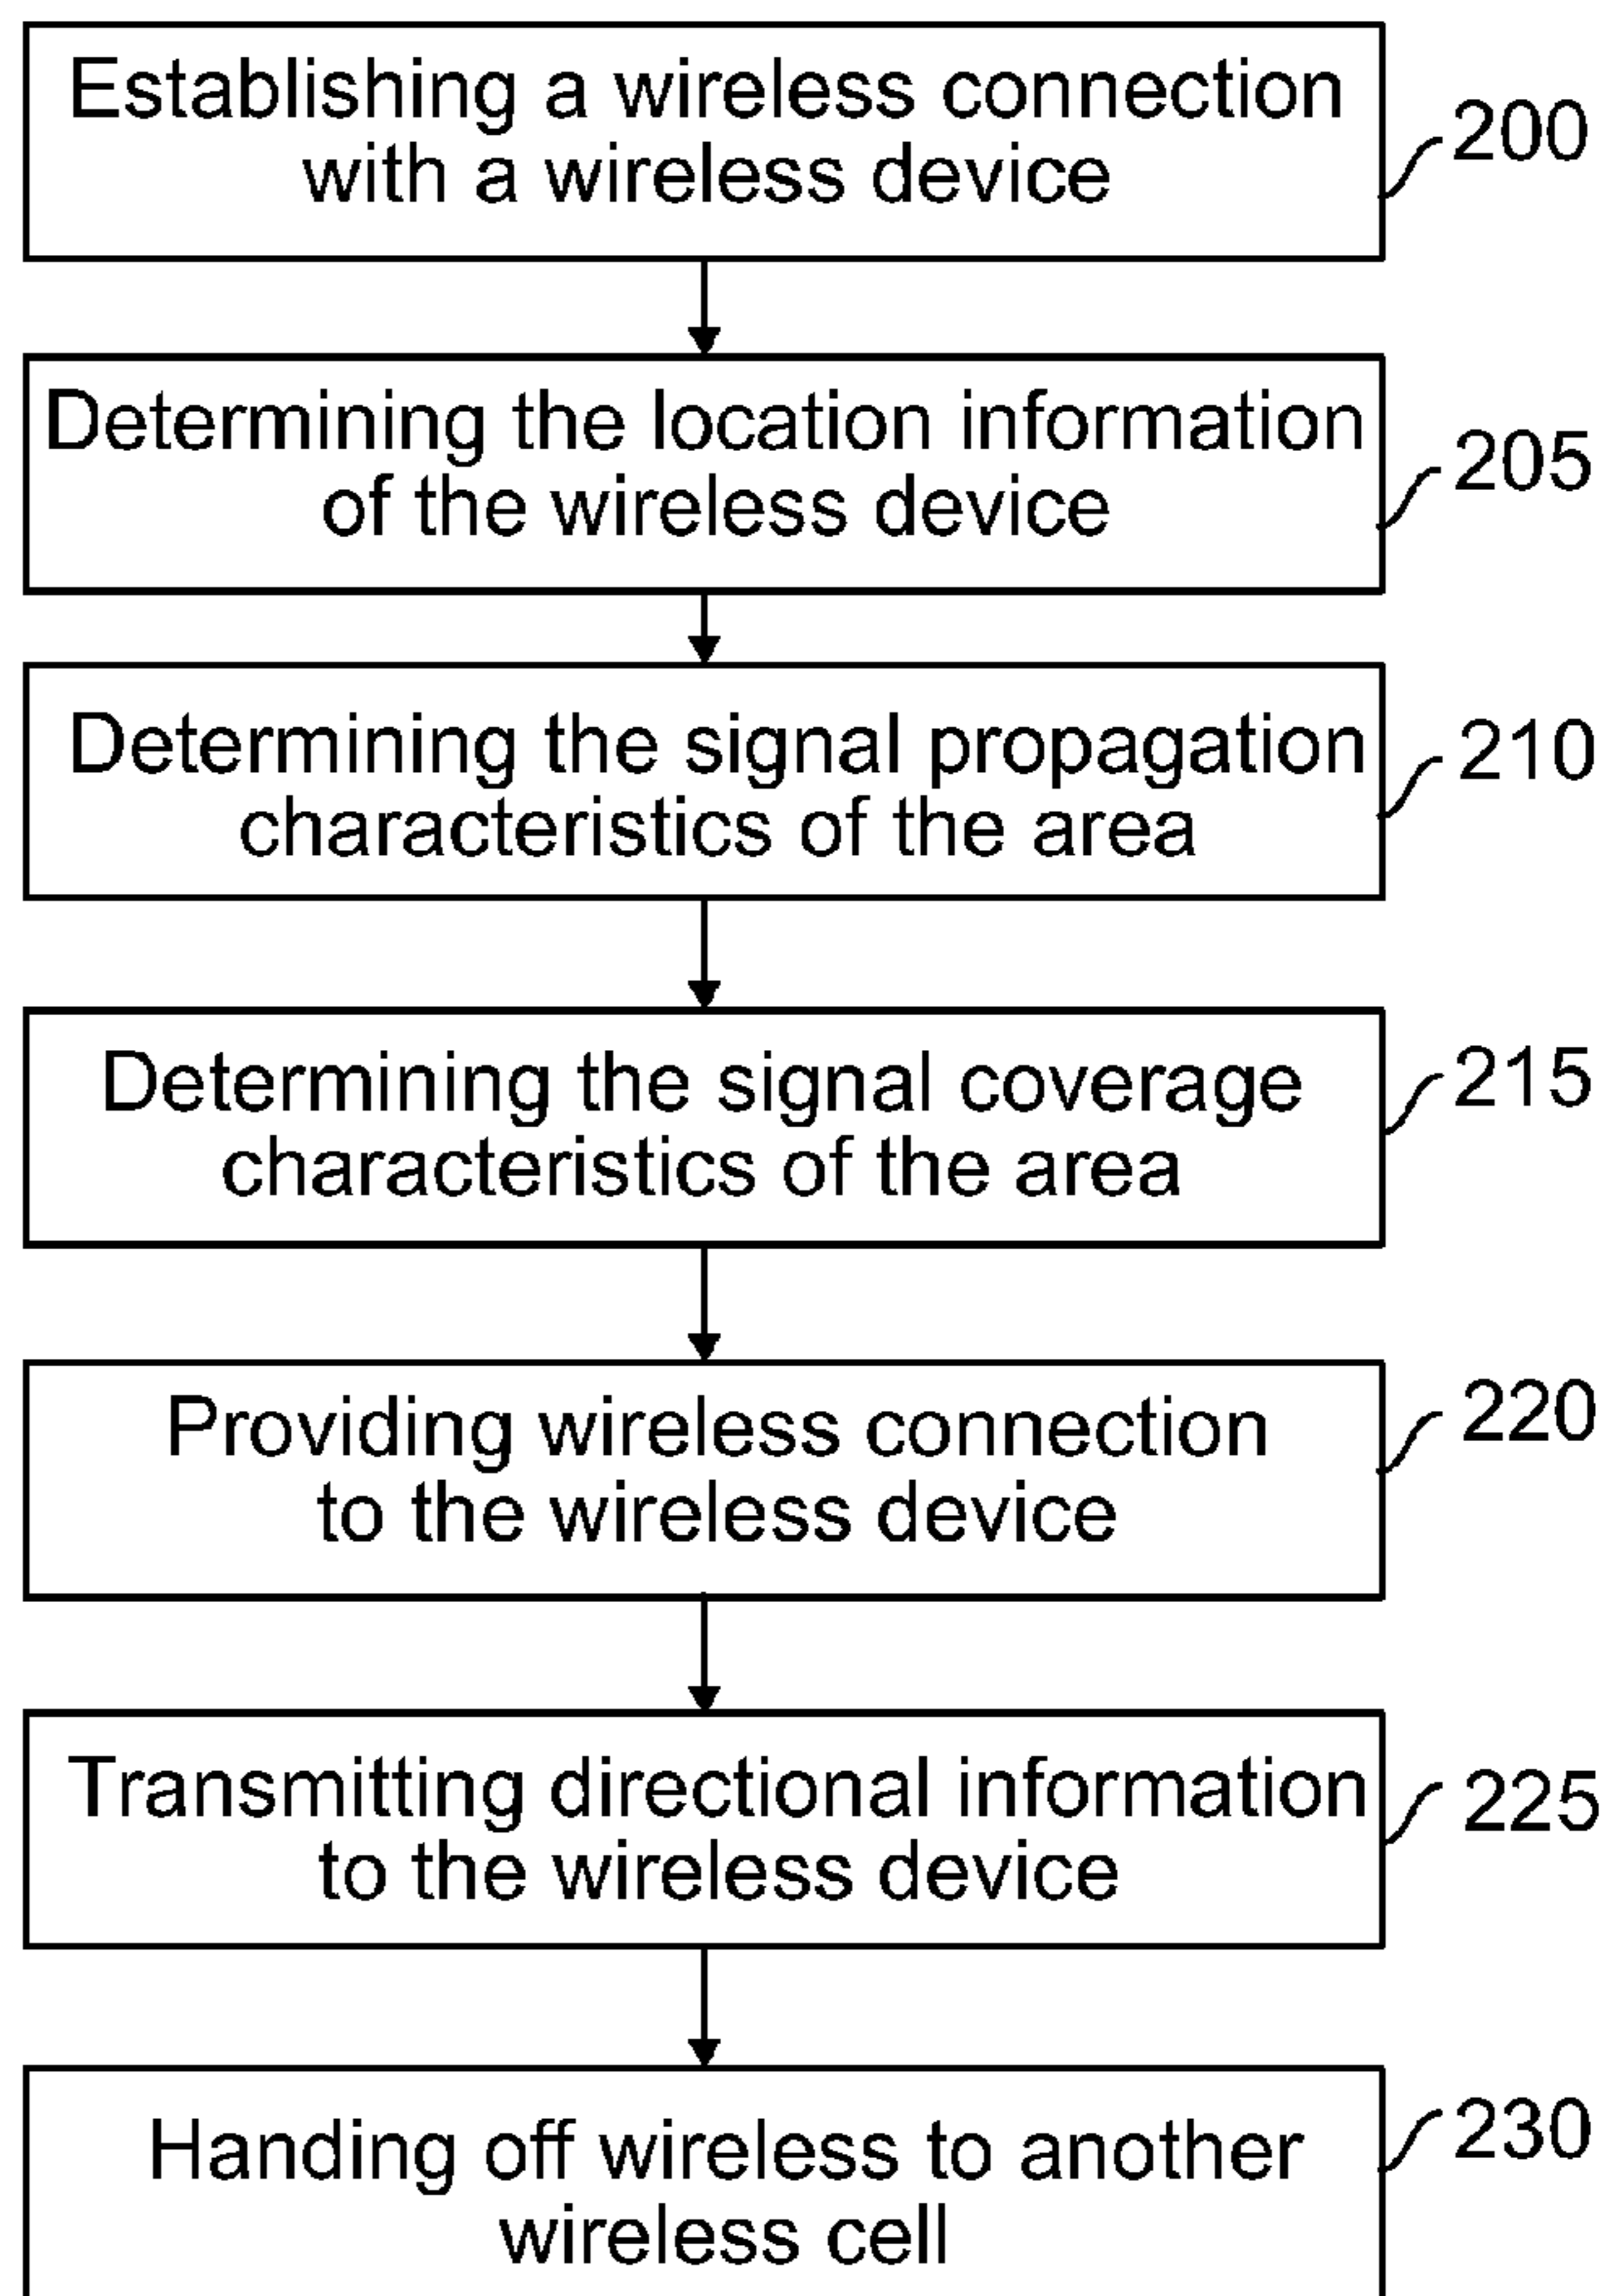 Establishing a wireless connection
with a wireless device
200
Determining the location information
of the wireless device
205
Determining the signal propagation
characteristics of the area
210
Determining the signal coverage
characteristics of the area
215
Providing wireless connection
to the wireless device
220
Transmitting directional information
to the wireless device
225
Handing off wireless to another
wireless cell
230